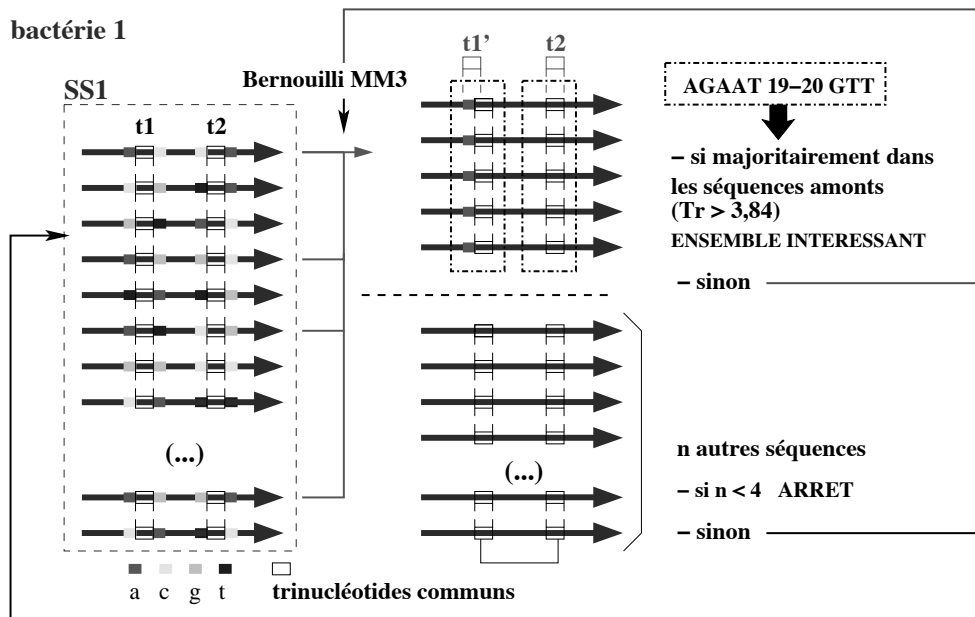 bactérie 1
SS1
t1 t2
(...)
a c g t
trinucléotides communs
Bernouilli MM3
t1’ t2
(...)
AGAAT 19–20 GTT
– si majoritairement dans
les séquences amonts
(Tr > 3,84)
ENSEMBLE INTERESSANT
– sinon
n autres séquences
– si n < 4 ARRET
– sinon